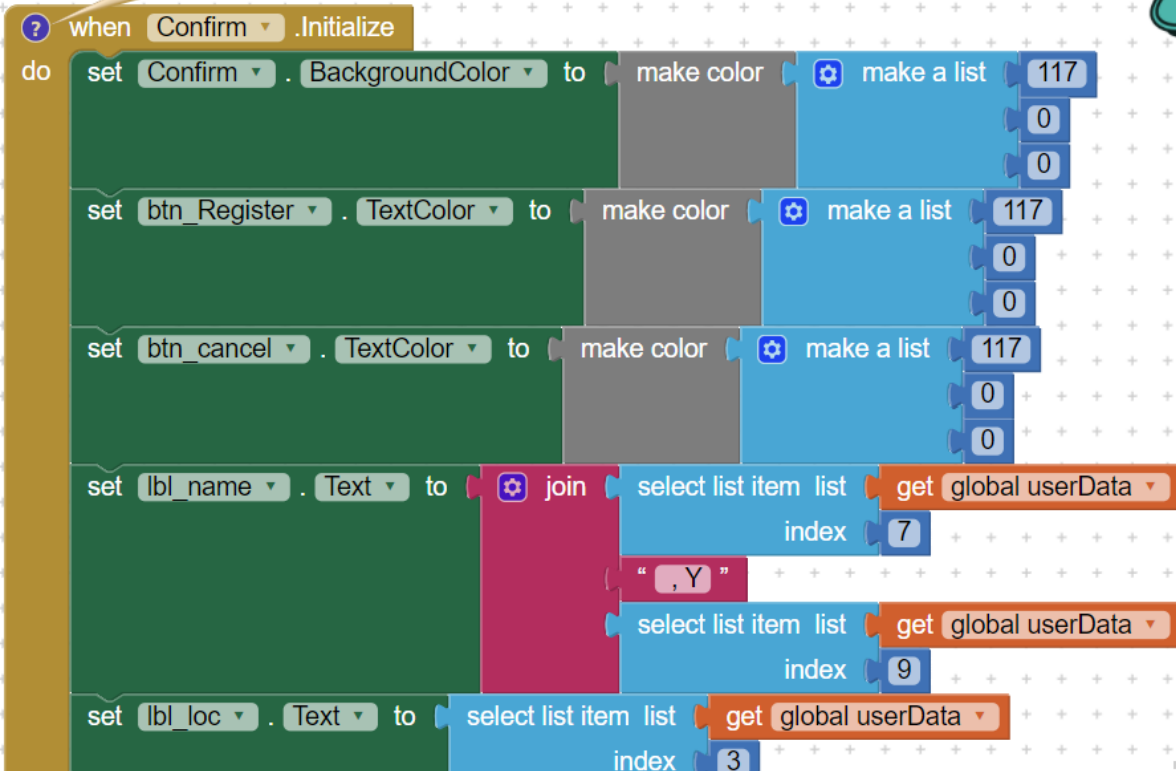 ? when Confirm ▾ .Initialize
do set Confirm ▾ . BackgroundColor ▾ to make color make a list 117
0
0
set btn_Register ▾ . TextColor ▾ to make color make a list 117
0
0
set btn_cancel ▾ . TextColor ▾ to make color make a list 117
0
0
set lbl_name ▾ . Text ▾ to join select list item list get global userData ▾
index 7
“ , Y ”
select list item list get global userData ▾
index 9
set lbl_loc ▾ . Text ▾ to select list item list get global userData ▾
index 3